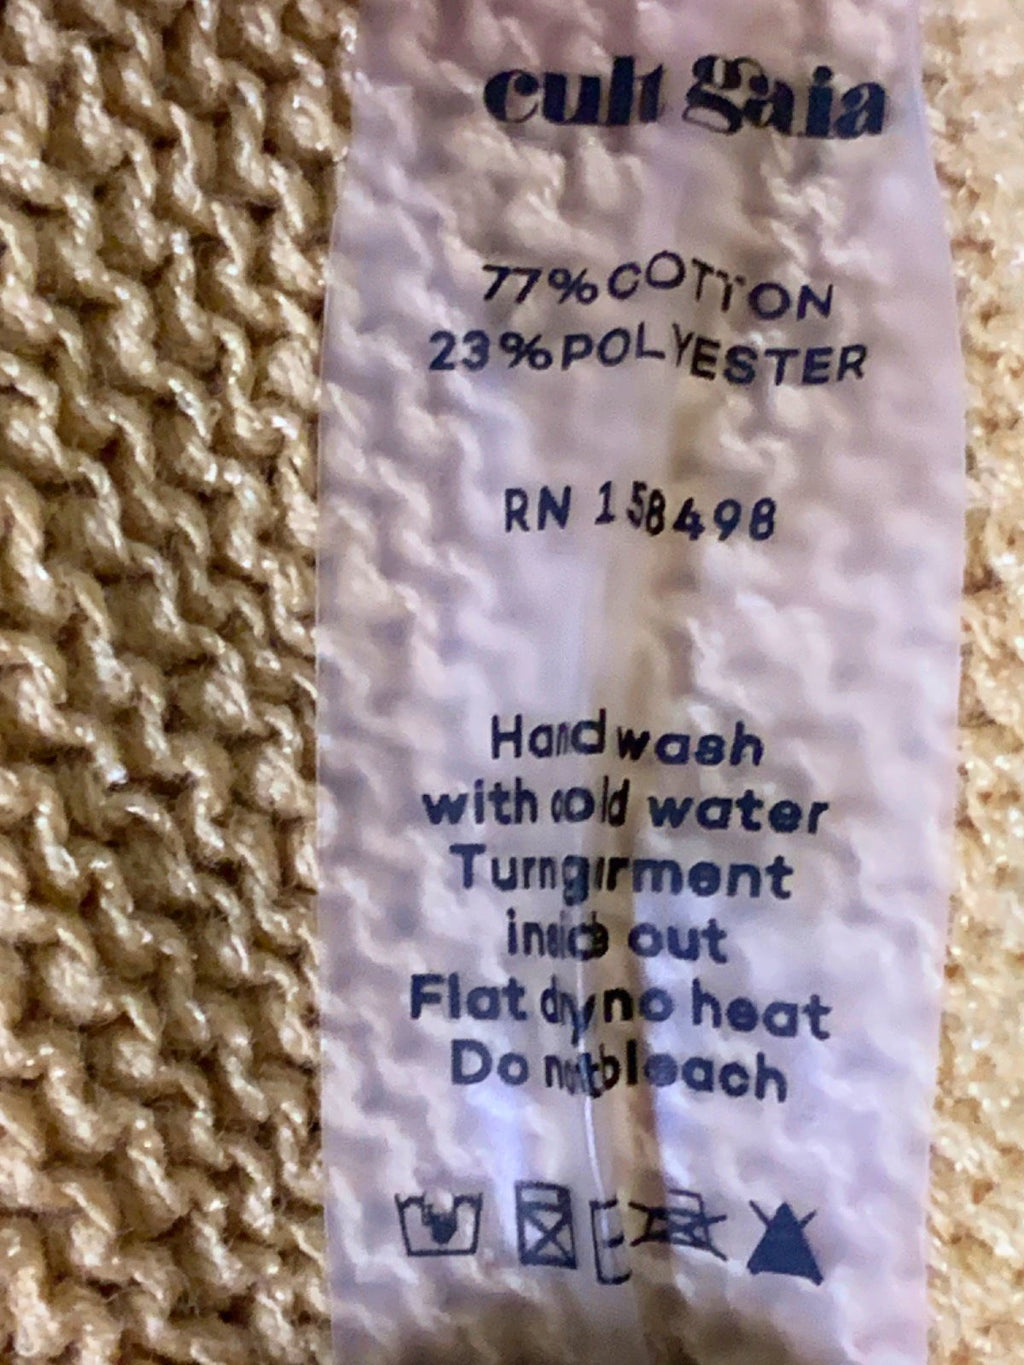 cult gaia
77% COTTON
23% POLYESTER
RN 158498
Hand wash
with cold water
Turn garment
inside out
Flat dry no heat
Do not bleach